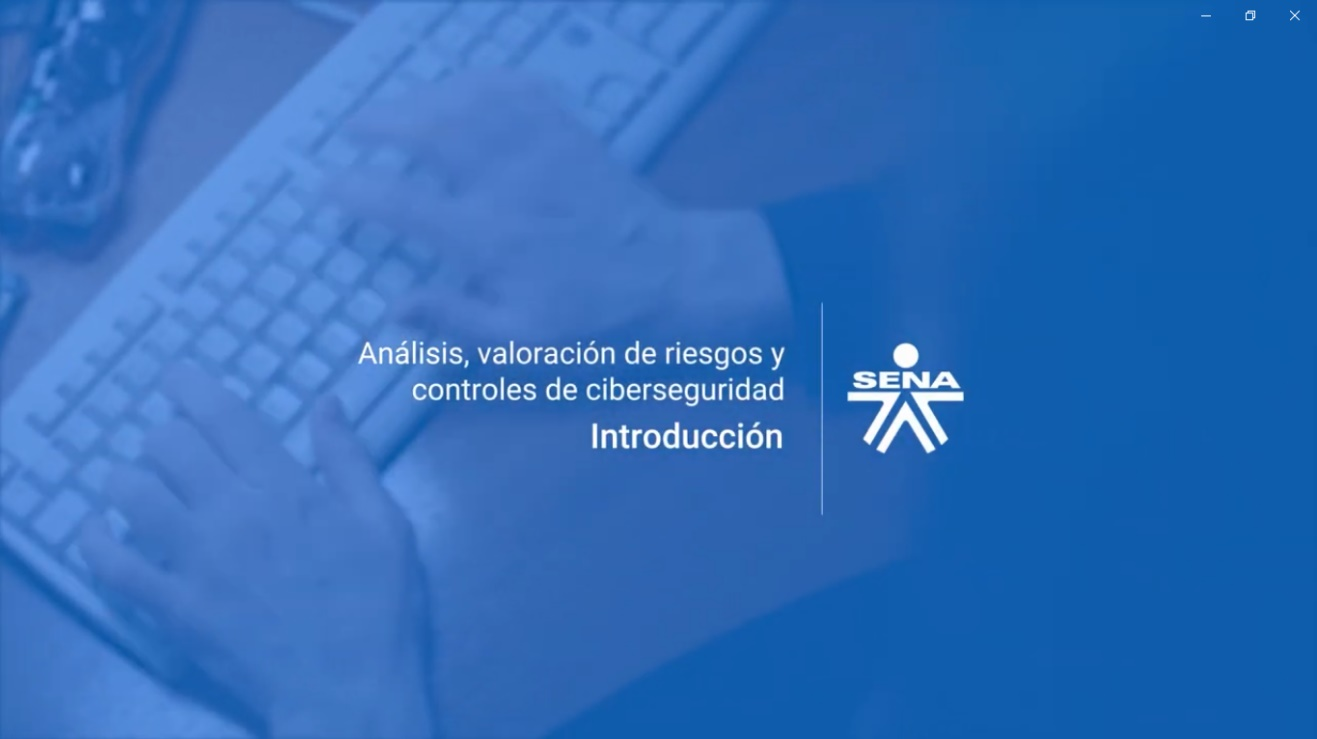 Análisis, valoración de riesgos y
controles de ciberseguridad
Introducción
SENA